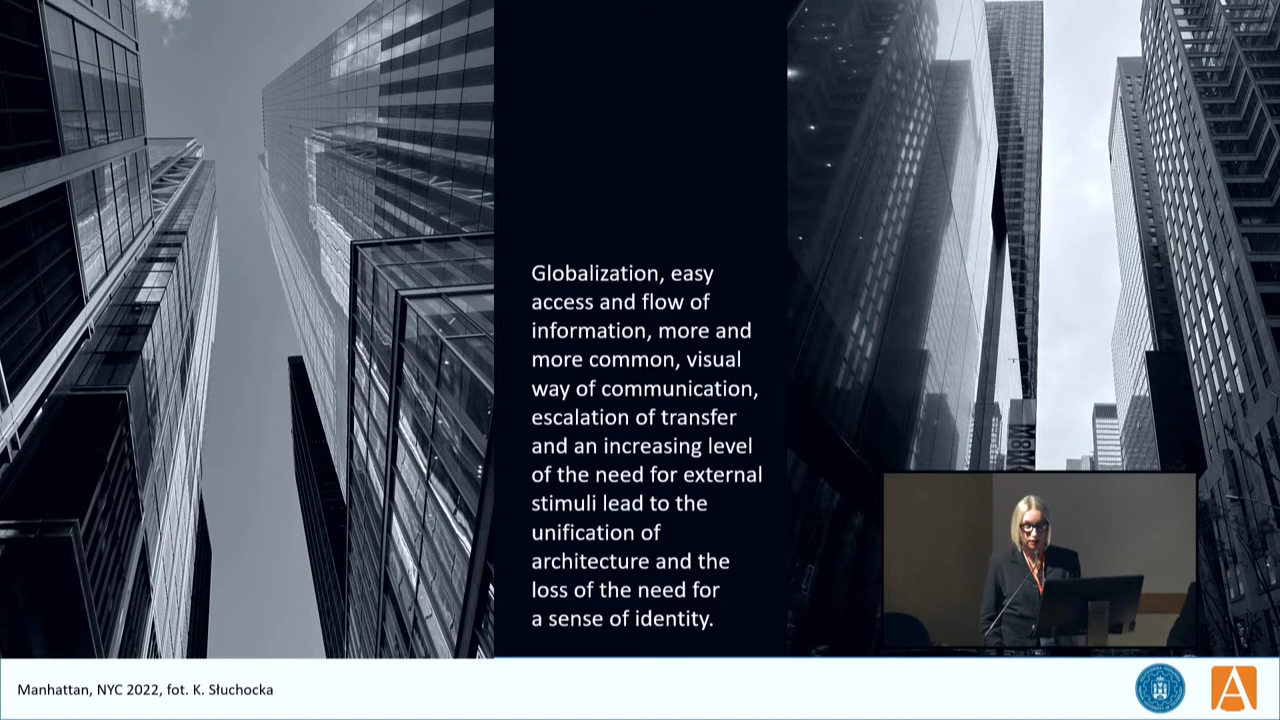 Globalization, easy
access and flow of
information, more and
more common, visual
way of communication,
escalation of transfer
and an increasing level
of the need for external
stimuli lead to the
unification of
architecture and the
loss of the need for
a sense of identity.
Manhattan, NYC 2022, fot. K. Słuchocka
A